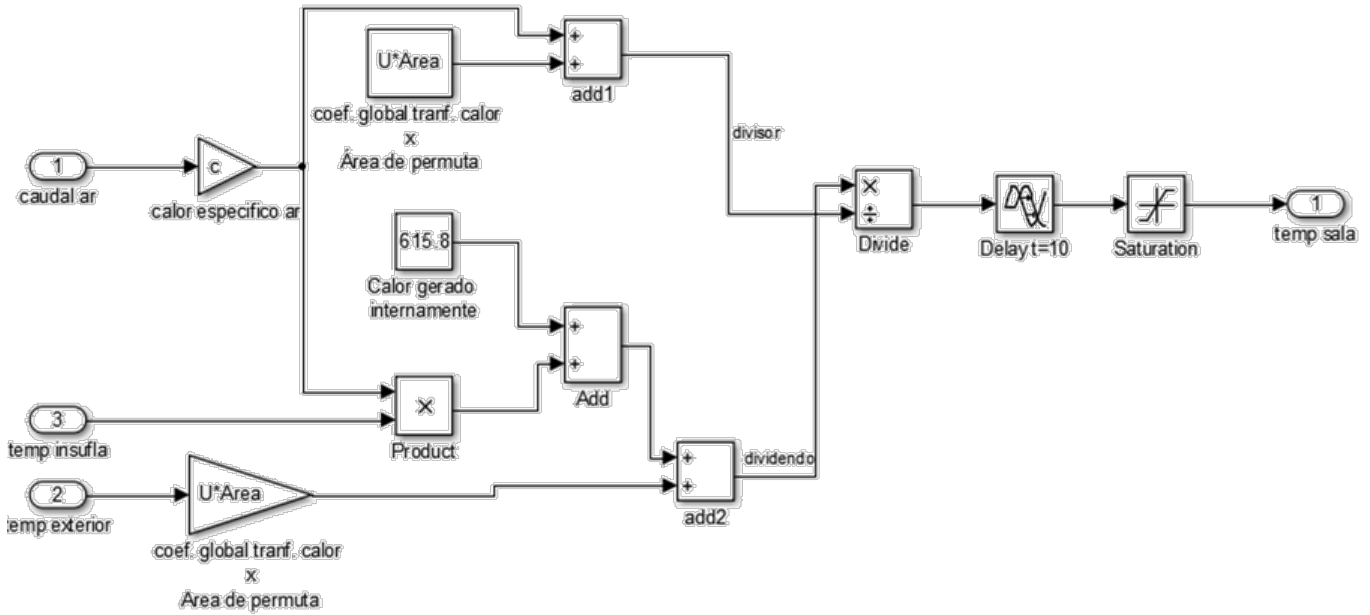 U*Area
+
+
add1
coef. global tranf. calor
x
Área de permuta
divisor
1
caudal ar
c
calor especifico ar
×
÷
Divide
Delay t=10
Saturation
1
temp sala
615.8
Calor gerado
internamente
+
+
Add
3
temp insufla
×
Product
dividendo
+
+
add2
2
temp exterior
U*Area
coef. global tranf. calor
x
Area de permuta